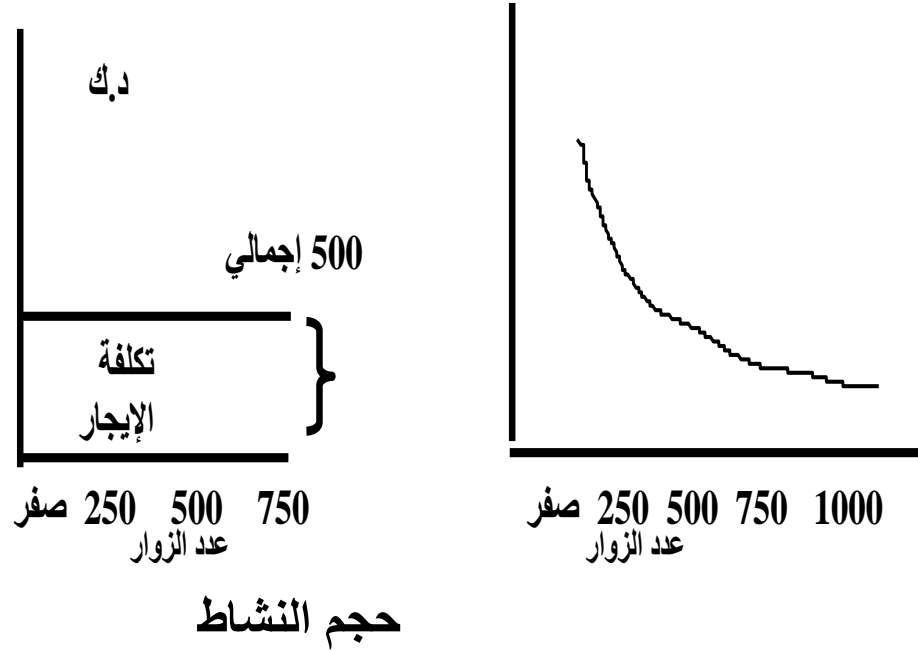 د.ك
500 إجمالي
تكلفة
الإيجار
صفر 250 500 750
عدد الزوار
صفر 250 500 750 1000
عدد الزوار
حجم النشاط